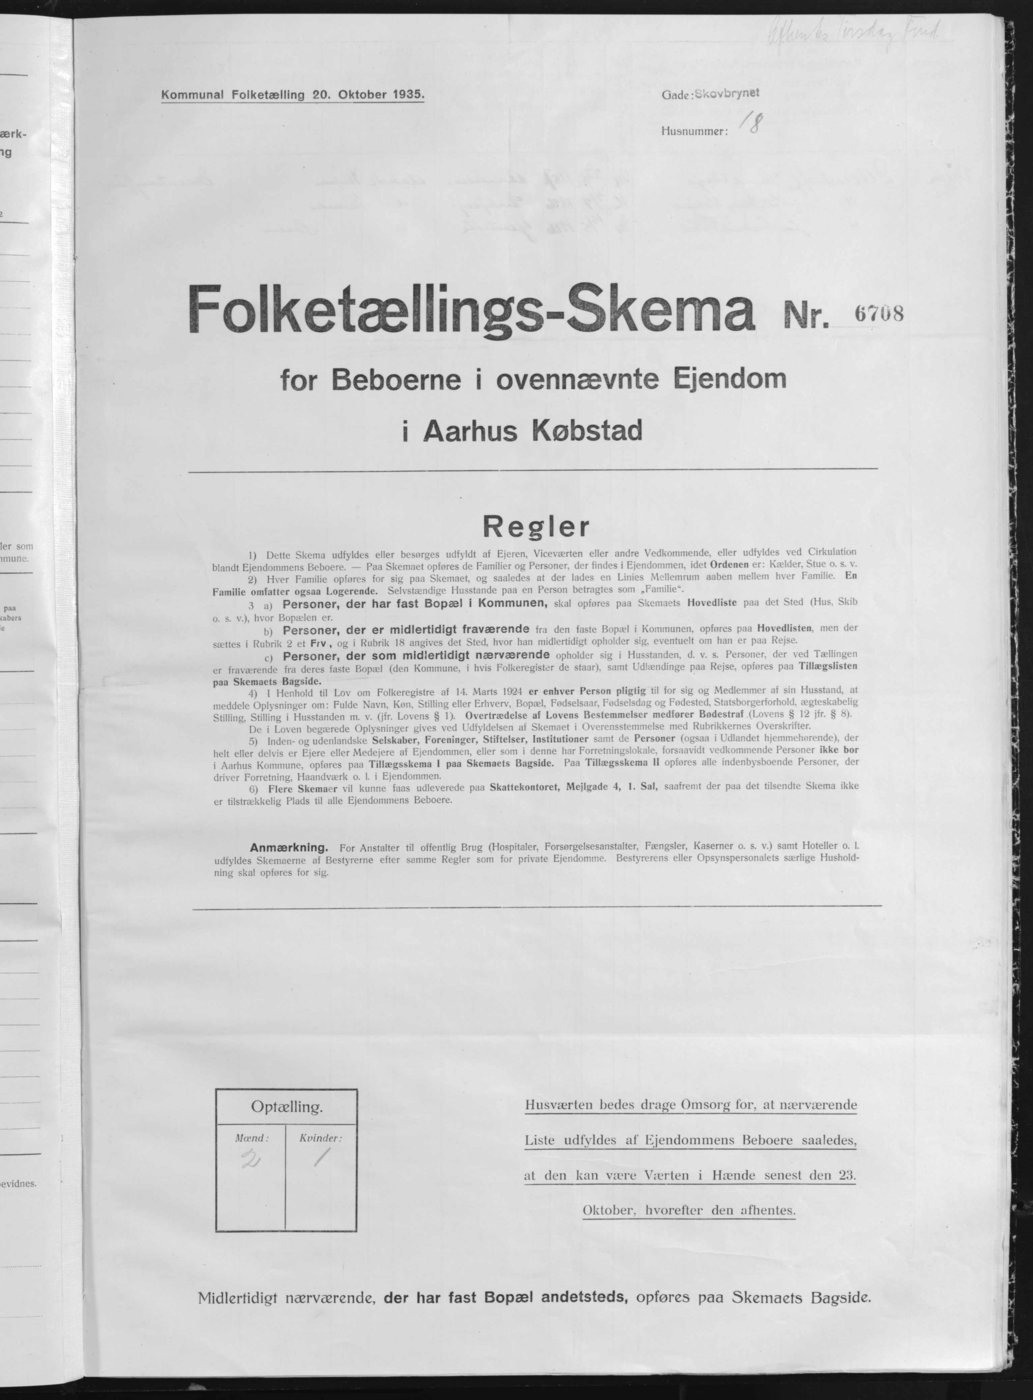 Afhentes Tirsdag Fmd.
Kommunal Folketælling 20. Oktober 1935.
Gade: Skovbrynet
Husnummer: 18
Folketællings-Skema Nr. 6708
for Beboerne i ovennævnte Ejendom
i Aarhus Købstad
Regler
1) Dette Skema udfyldes eller besørges udfyldt af Ejeren, Viceværten eller andre Vedkommende, eller udfyldes ved Cirkulation
blandt Ejendommens Beboere. — Paa Skemaet opføres de Familier og Personer, der findes i Ejendommen, idet Ordenen er: Kælder, Stue o. s. v.
2) Hver Familie opføres for sig paa Skemaet, og saaledes at der lades en Linies Mellemrum aaben mellem hver Familie. En
Familie omfatter ogsaa Logerende. Selvstændige Husstande paa en Person betragtes som „Familie“.
3 a) Personer, der har fast Bopæl i Kommunen, skal opføres paa Skemaets Hovedliste paa det Sted (Hus, Skib
o. s. v.), hvor Bopælen er.
b) Personer, der er midlertidigt fraværende fra den faste Bopæl i Kommunen, opføres paa Hovedlisten, men der
sættes i Rubrik 2 et Frv., og i Rubrik 18 angives det Sted, hvor han midlertidigt opholder sig, eventuelt om han er paa Rejse.
c) Personer, der som midlertidigt nærværende opholder sig i Husstanden, d. v. s. Personer, der ved Tællingen
er fraværende fra deres faste Bopæl (den Kommune, i hvis Folkeregister de staar), samt Udlændinge paa Rejse, opføres paa Tillægslisten
paa Skemaets Bagside.
4) I Henhold til Lov om Folkeregistre af 14. Marts 1924 er enhver Person pligtig til for sig og Medlemmer af sin Husstand, at
meddele Oplysninger om: Fulde Navn, Køn, Stilling eller Erhverv, Bopæl, Fødselsaar, Fødselsdag og Fødested, Statsborgerforhold, ægteskabelig
Stilling, Stilling i Husstanden m. v. (jfr. Lovens § 1). Overtrædelse af Lovens Bestemmelser medfører Bødestraf (Lovens § 12 jfr. § 8).
De i Loven begærede Oplysninger gives ved Udfyldelsen af Skemaet i Overensstemmelse med Rubrikkernes Overskrifter.
5) Inden- og udenlandske Selskaber, Foreninger, Stiftelser, Institutioner samt de Personer (ogsaa i Udlandet hjemmehørende), der
helt eller delvis er Ejere eller Medejere af Ejendommen, eller som i denne har Forretningslokale, forsaavidt vedkommende Personer ikke bor
i Aarhus Kommune, opføres paa Tillægsskema I paa Skemaets Bagside. Paa Tillægsskema II opføres alle indenbysboende Personer, der
driver Forretning, Haandværk o. l. i Ejendommen.
6) Flere Skemaer vil kunne faas udleverede paa Skattekontoret, Mejlgade 4, 1. Sal, saafremt der paa det tilsendte Skema ikke
er tilstrækkelig Plads til alle Ejendommens Beboere.
Anmærkning. For Anstalter til offentlig Brug (Hospitaler, Forsørgelsesanstalter, Fængsler, Kaserner o. s. v.) samt Hoteller o. l.
udfyldes Skemaerne af Bestyrerne efter samme Regler som for private Ejendomme. Bestyrerens eller Opsynspersonalets særlige Hushold-
ning skal opføres for sig.
Optælling.
Mænd: Kvinder:
2 1
Husværten bedes drage Omsorg for, at nærværende
Liste udfyldes af Ejendommens Beboere saaledes,
at den kan være Værten i Hænde senest den 23.
Oktober, hvorefter den afhentes.
Midlertidigt nærværende, der har fast Bopæl andetsteds, opføres paa Skemaets Bagside.